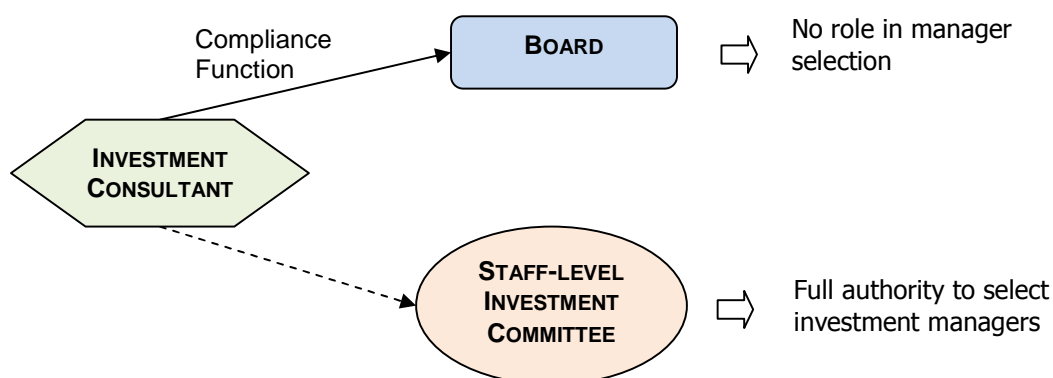 Compliance
Function
BOARD
No role in manager
selection
INVESTMENT
CONSULTANT
STAFF-LEVEL
INVESTMENT
COMMITTEE
Full authority to select
investment managers